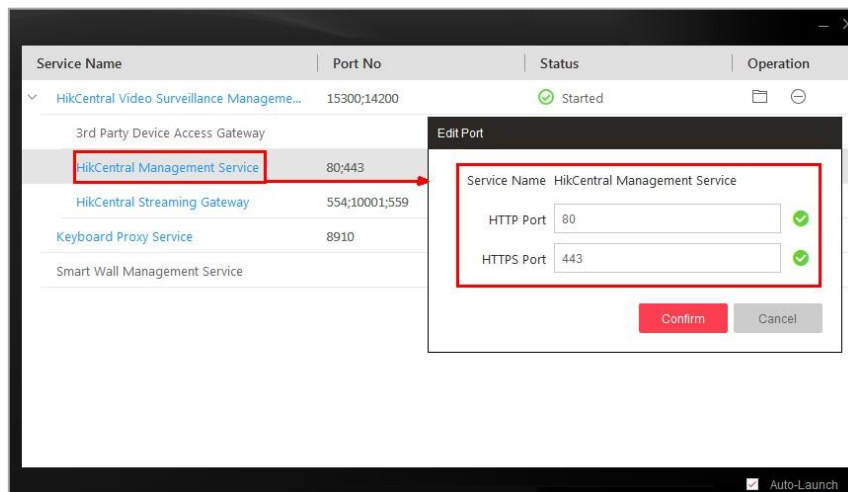 Service Name Port No Status Operation
HikCentral Video Surveillance Manageme... 15300;14200 Started
3rd Party Device Access Gateway
HikCentral Management Service 80;443
HikCentral Streaming Gateway 554;10001;559
Keyboard Proxy Service 8910
Smart Wall Management Service
Edit Port
Service Name HikCentral Management Service
HTTP Port 80
HTTPS Port 443
Confirm Cancel
Auto-Launch